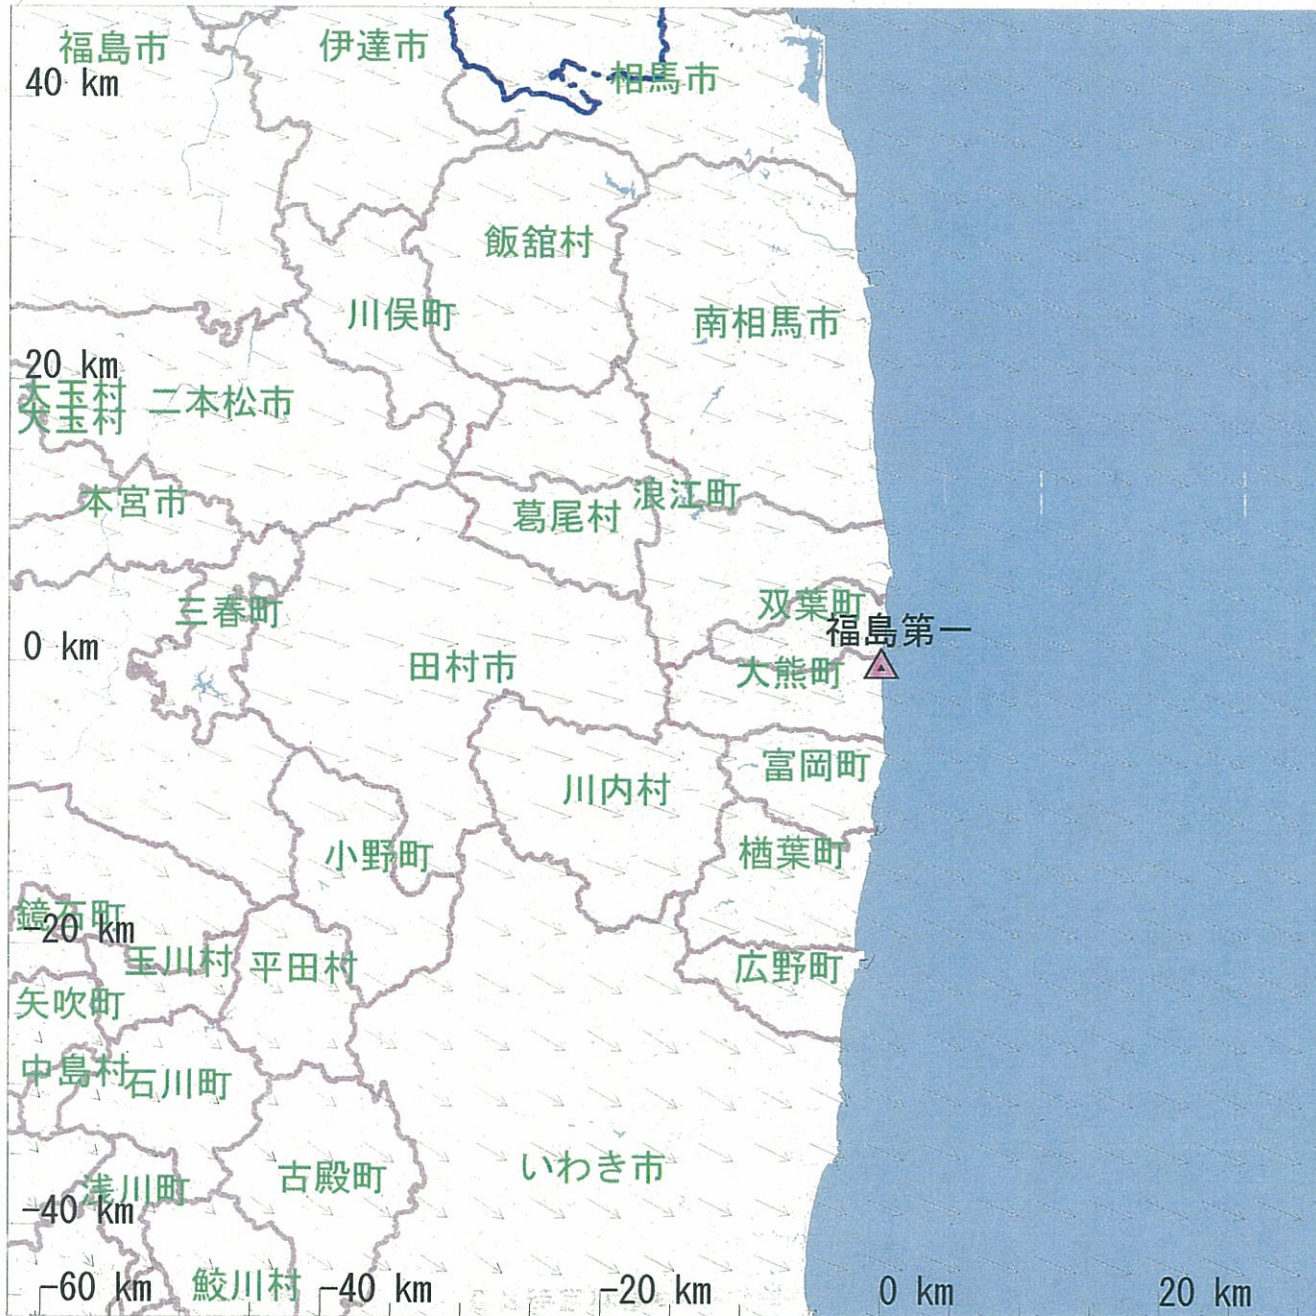 福島市
伊達市
相馬市
40 km
飯舘村
川俣町
南相馬市
20 km
大玉村
大玉村
二本松市
本宮市
葛尾村
浪江町
三春町
双葉町
福島第一
0 km
田村市
大熊町
富岡町
川内村
小野町
楢葉町
鏡石町
-20 km
玉川村
平田村
広野町
矢吹町
中島村
石川町
浅川町
古殿町
いわき市
-40 km
鮫川村
-60 km
-40 km
-20 km
0 km
20 km